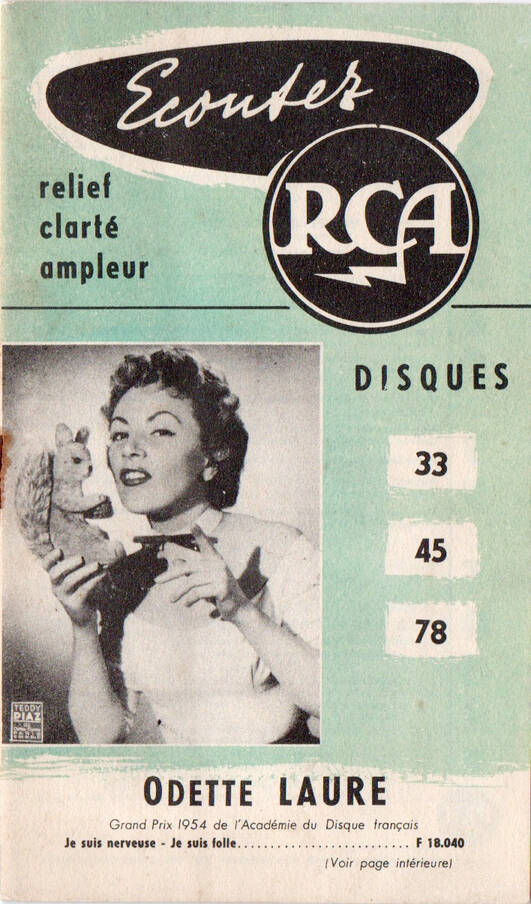 Ecoutez
RCA
relief
clarté
ampleur
DISQUES
33
45
78
TEDDY
PIAZ
ODETTE LAURE
Grand Prix 1954 de l'Académie du Disque français
Je suis nerveuse - Je suis folle.......................... F 18.040
(Voir page intérieure)